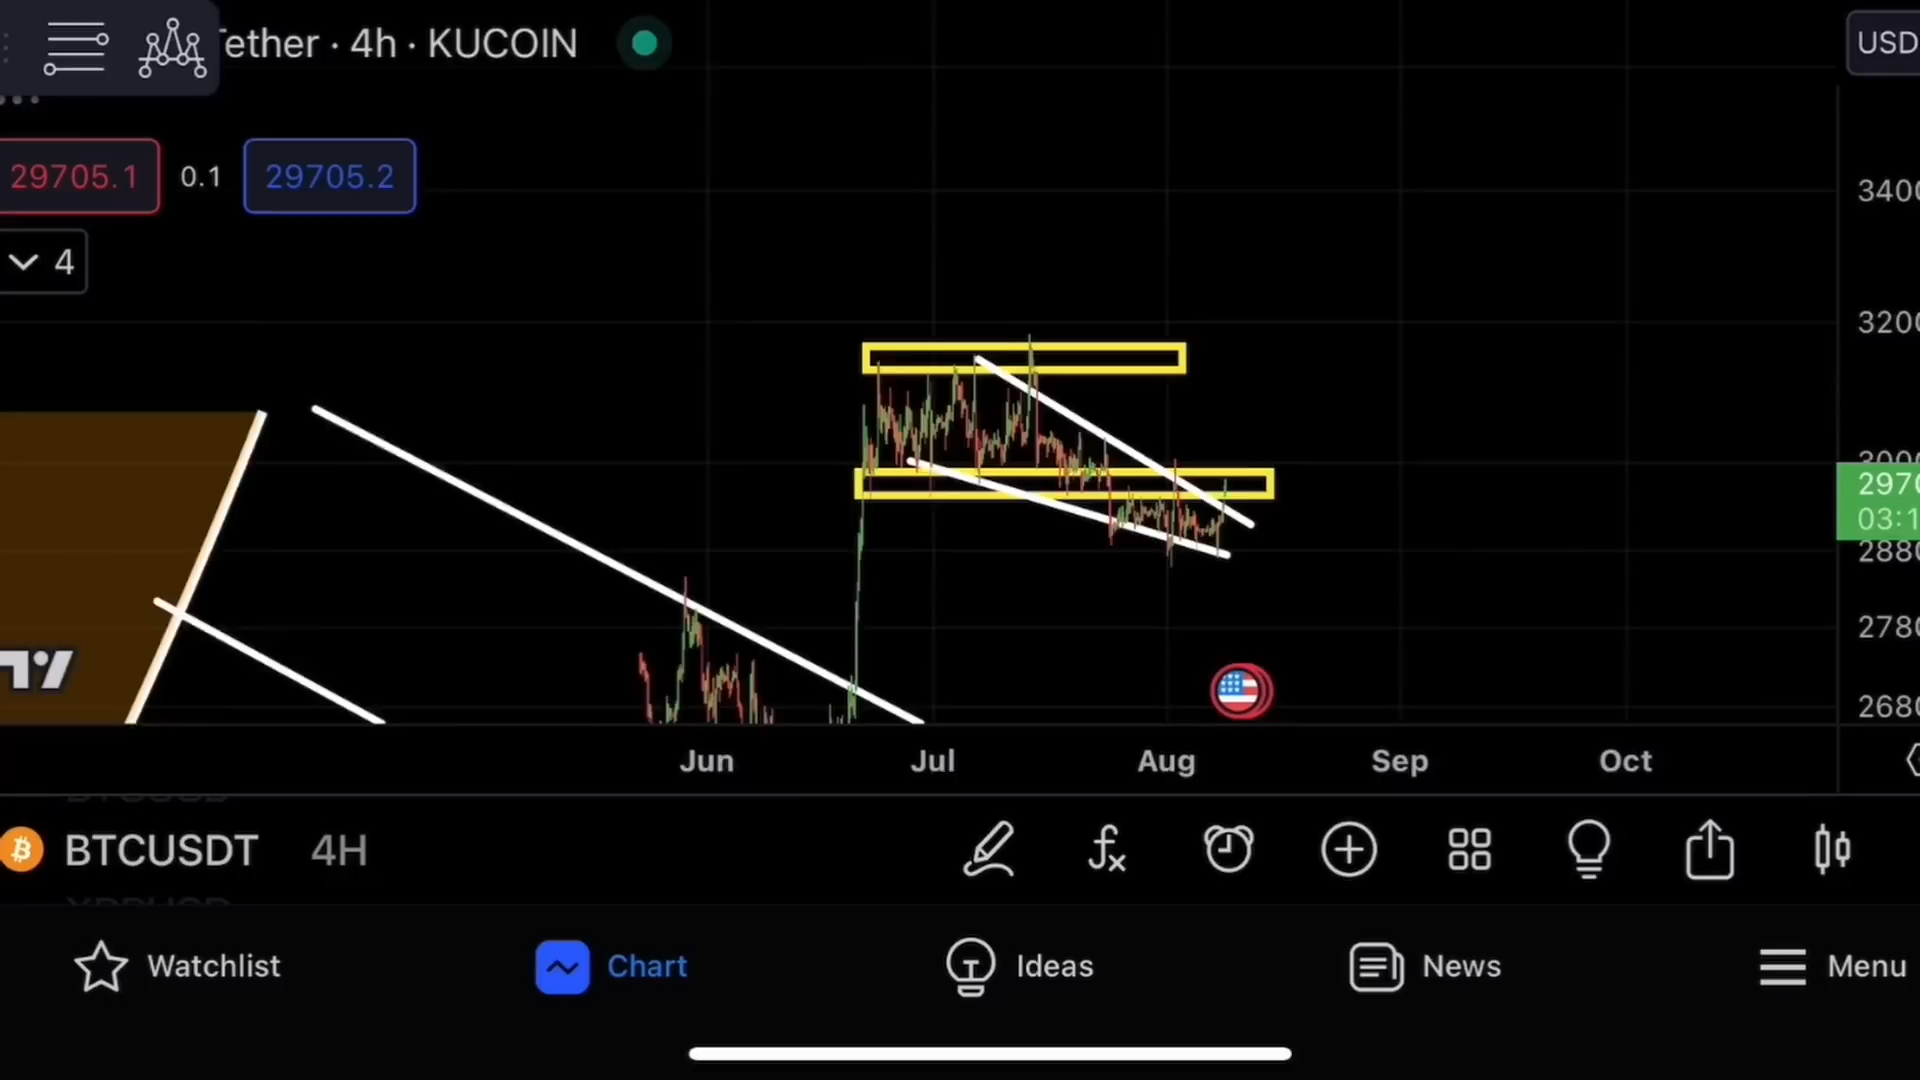 ether · 4h · KUCOIN
USD
29705.1 0.1 29705.2
4
3400
3200
2970
03:1
2880
2780
2680
Jun Jul Aug Sep Oct
BTCUSDT 4H
Watchlist Chart Ideas News Menu